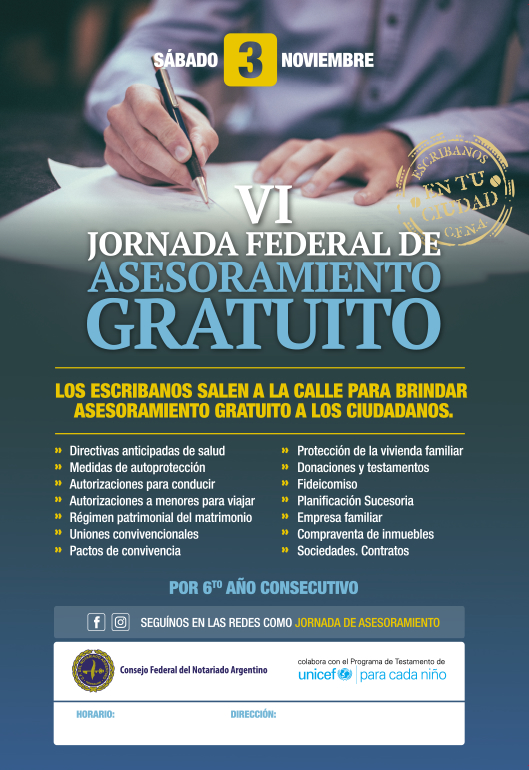 SÁBADO 3 NOVIEMBRE
ESCRIBANOS
EN TU
CIUDAD
C.F.N.A
VI
JORNADA FEDERAL DE
ASESORAMIENTO
GRATUITO
LOS ESCRIBANOS SALEN A LA CALLE PARA BRINDAR
ASESORAMIENTO GRATUITO A LOS CIUDADANOS.
» Directivas anticipadas de salud
» Medidas de autoprotección
» Autorizaciones para conducir
» Autorizaciones a menores para viajar
» Régimen patrimonial del matrimonio
» Uniones convivencionales
» Pactos de convivencia
» Protección de la vivienda familiar
» Donaciones y testamentos
» Fideicomiso
» Planificación Sucesoria
» Empresa familiar
» Compraventa de inmuebles
» Sociedades. Contratos
POR 6TO AÑO CONSECUTIVO
SEGUÍNOS EN LAS REDES COMO JORNADA DE ASESORAMIENTO
Consejo Federal del Notariado Argentino
colabora con el Programa de Testamento de
unicef para cada niño
HORARIO: DIRECCIÓN: